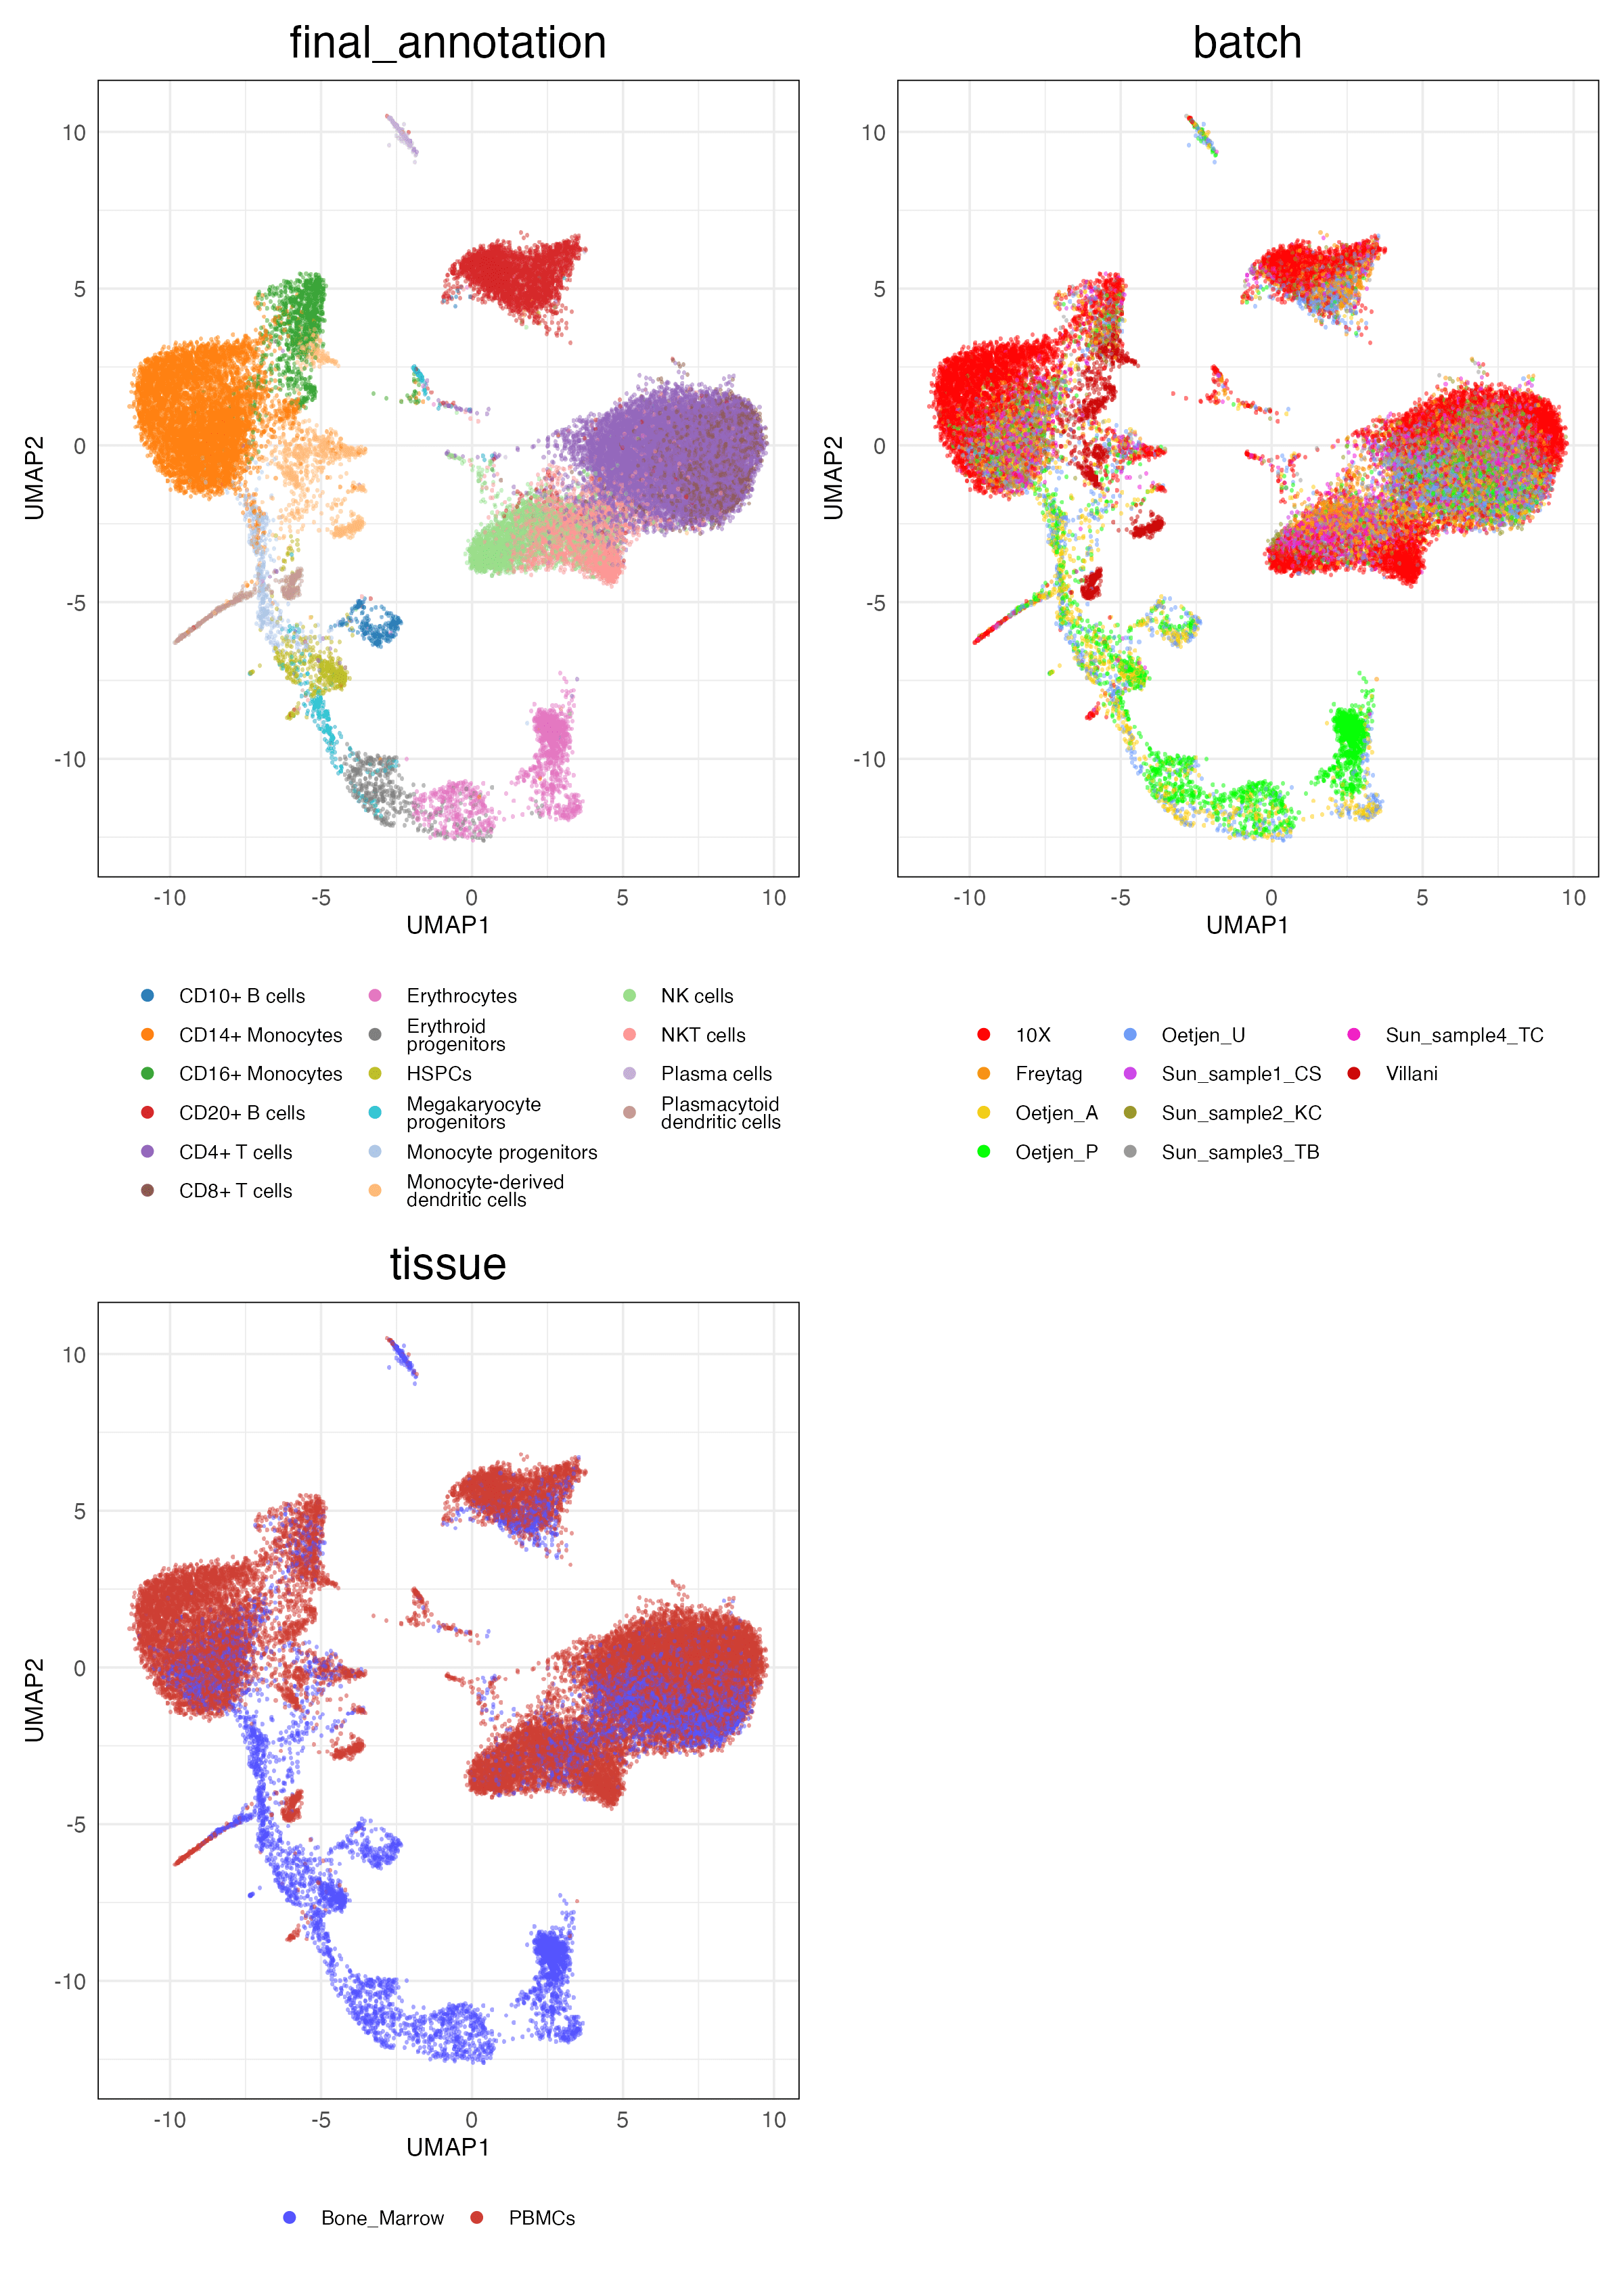 final_annotation
batch
10
5
0
-5
-10
UMAP2
-10
-5
0
5
10
UMAP1
10
5
0
-5
-10
UMAP2
-10
-5
0
5
10
UMAP1
CD10+ B cells
CD14+ Monocytes
CD16+ Monocytes
CD20+ B cells
CD4+ T cells
CD8+ T cells
Erythrocytes
Erythroid
progenitors
HSPCs
Megakaryocyte
progenitors
Monocyte progenitors
Monocyte-derived
dendritic cells
NK cells
NKT cells
Plasma cells
Plasmacytoid
dendritic cells
10X
Freytag
Oetjen_A
Oetjen_P
Oetjen_U
Sun_sample1_CS
Sun_sample2_KC
Sun_sample3_TB
Sun_sample4_TC
Villani
tissue
10
5
0
-5
-10
UMAP2
-10
-5
0
5
10
UMAP1
Bone_Marrow
PBMCs